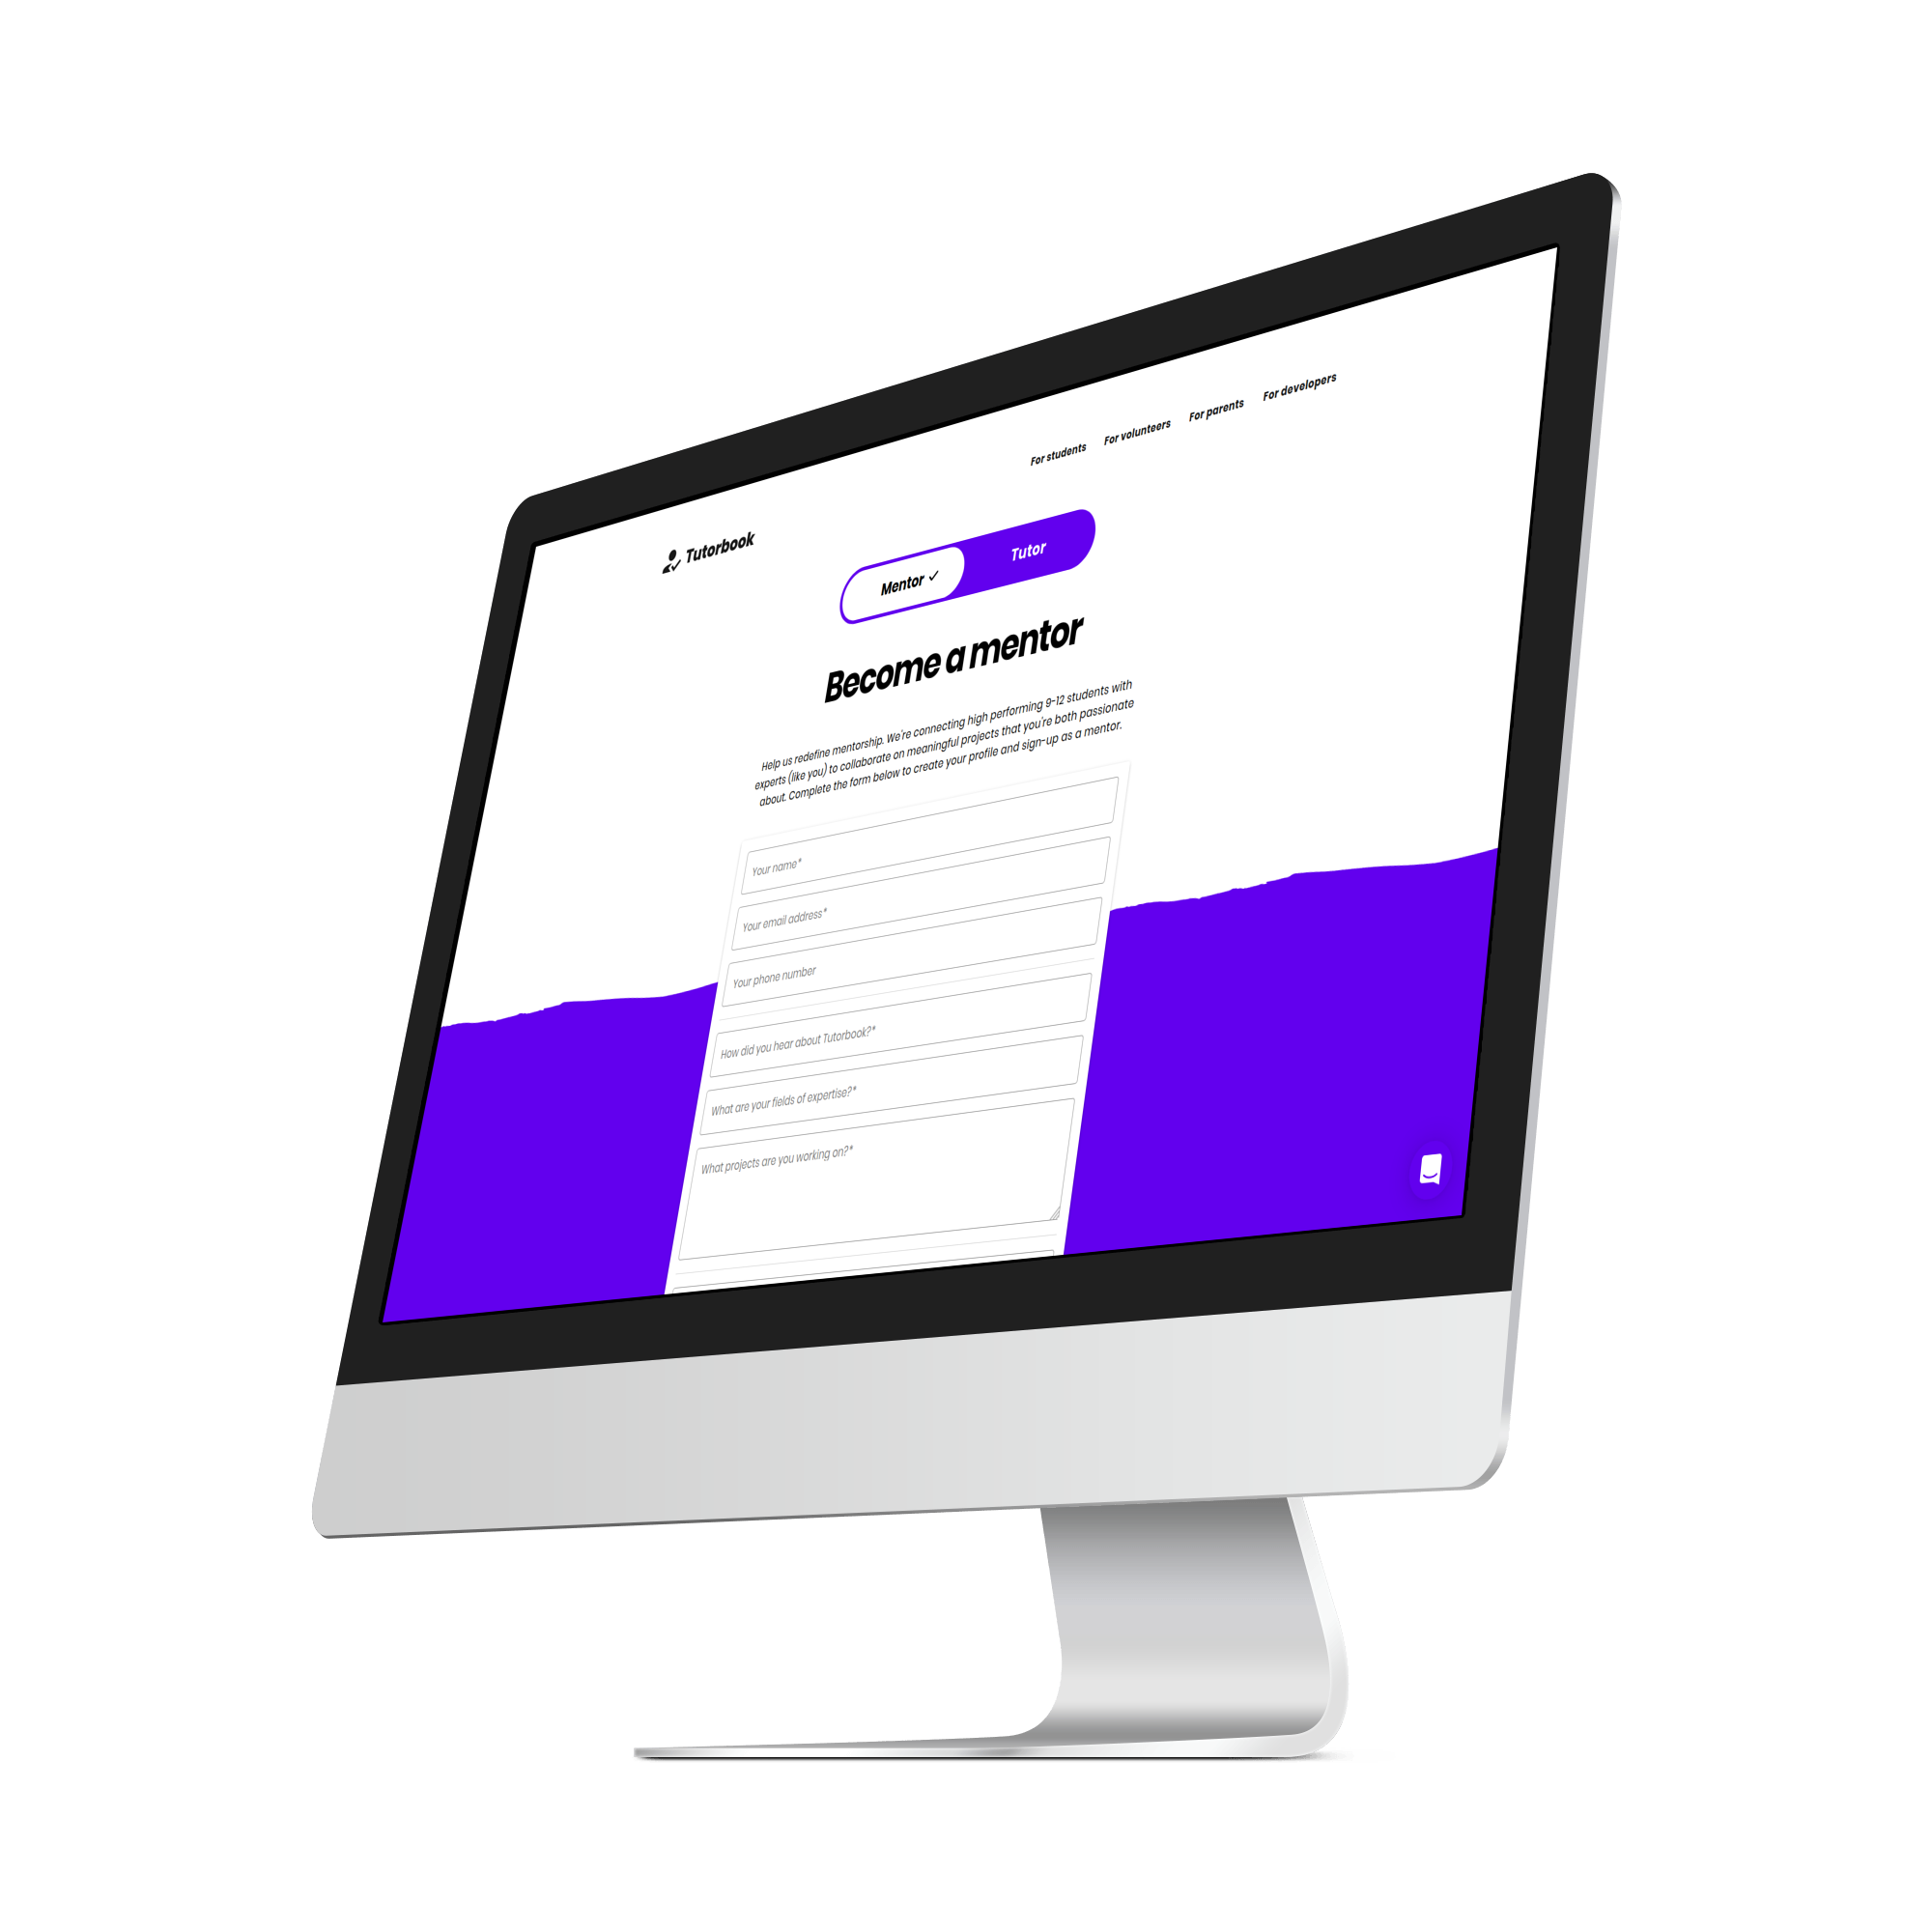 Tutorbook
For students
For volunteers
For parents
For developers
Mentor ✓
Tutor
Become a mentor
Help us redefine mentorship. We're connecting high performing 9-12 students with
experts (like you) to collaborate on meaningful projects that you're both passionate
about. Complete the form below to create your profile and sign-up as a mentor.
Your name*
Your email address*
Your phone number
How did you hear about Tutorbook?*
What are your fields of expertise?*
What projects are you working on?*